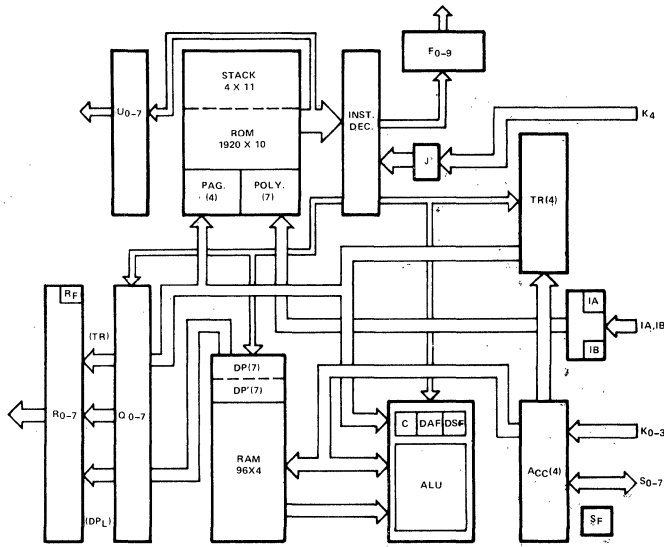 F0-9
STACK
4 X 11
U0-7
INST.
DEC.
K4
ROM
1920 X 10
J'
PAG.
(4)
POLY.
(7)
TR(4)
RF
IA
(TR)
IA,IB
IB
DP(7)
DP'(7)
R0-7
Q0-7
C
DAF
DSF
K0-3
RAM
96X4
ALU
ACC(4)
S0-7
(DPL)
SF